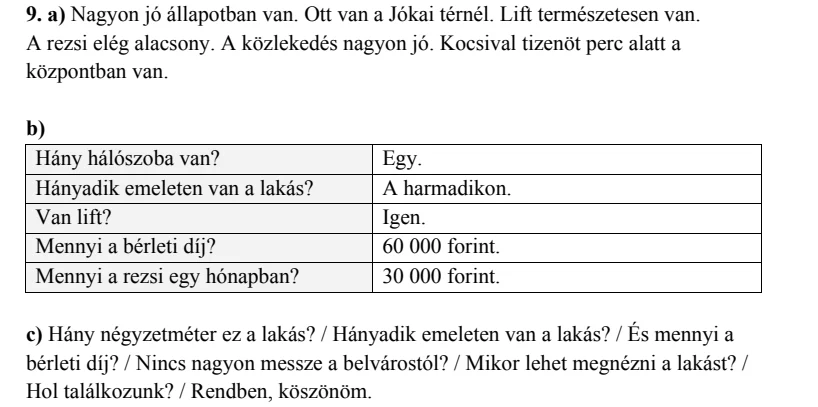 9. a) Nagyon jó állapotban van. Ott van a Jókai térnél. Lift természetesen van.
A rezsi elég alacsony. A közlekedés nagyon jó. Kocsival tizenöt perc alatt a
központban van.
b)
Hány hálószoba van? Egy.
Hányadik emeleten van a lakás? A harmadikon.
Van lift? Igen.
Mennyi a bérleti díj? 60 000 forint.
Mennyi a rezsi egy hónapban? 30 000 forint.
c) Hány négyzetméter ez a lakás? / Hányadik emeleten van a lakás? / És mennyi a
bérleti díj? / Nincs nagyon messze a belvárostól? / Mikor lehet megnézni a lakást? /
Hol találkozunk? / Rendben, köszönöm.